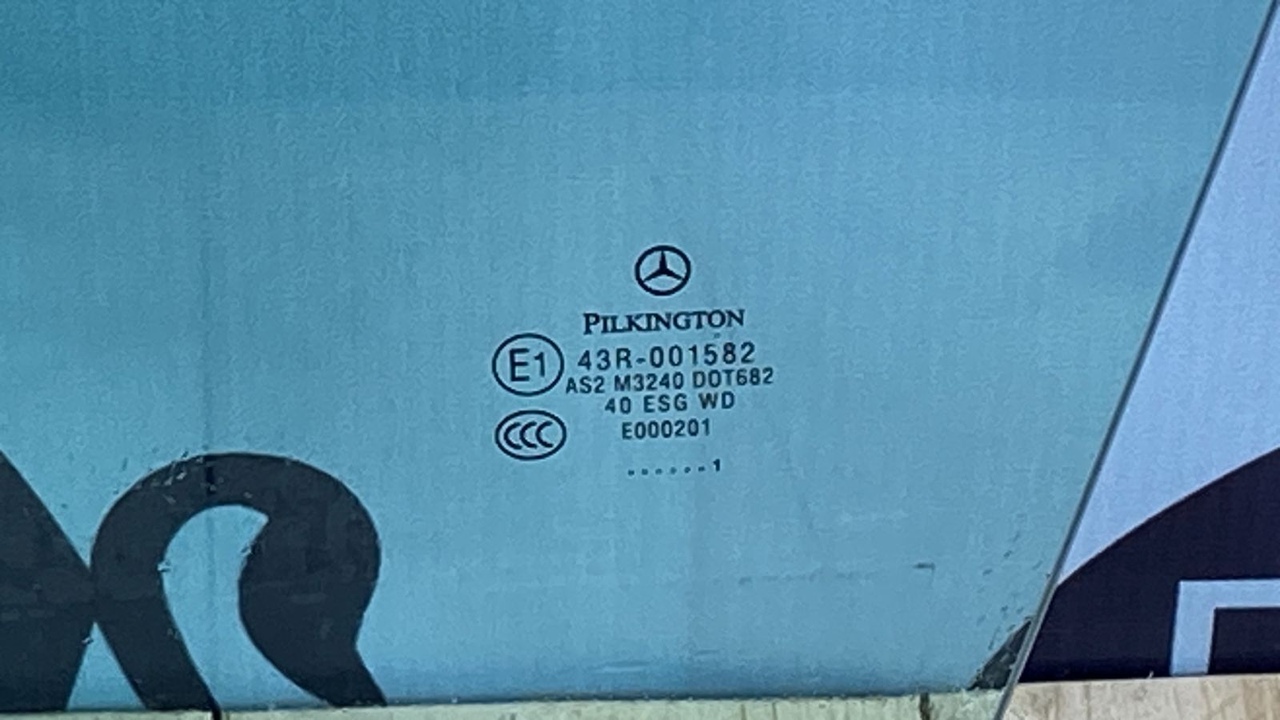 PILKINGTON
E1 43R-001582
AS2 M3240 DOT682
40 ESG WD
CCC E000201
.......1